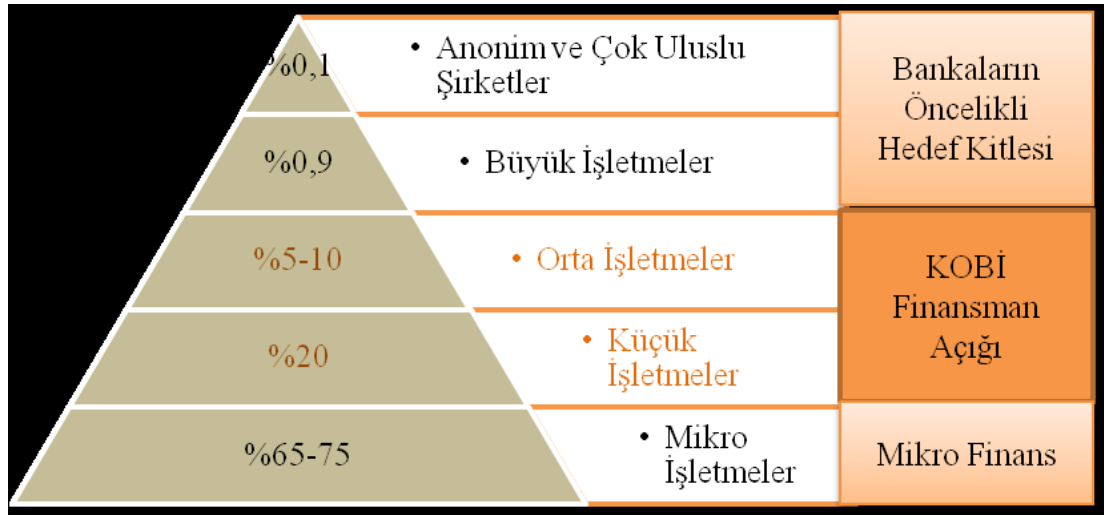 %0,1
• Anonim ve Çok Uluslu
Şirketler
Bankaların
Öncelikli
Hedef Kitlesi
%0,9
• Büyük İşletmeler
%5-10
• Orta İşletmeler
KOBİ
Finansman
Açığı
%20
• Küçük
İşletmeler
%65-75
• Mikro
İşletmeler
Mikro Finans